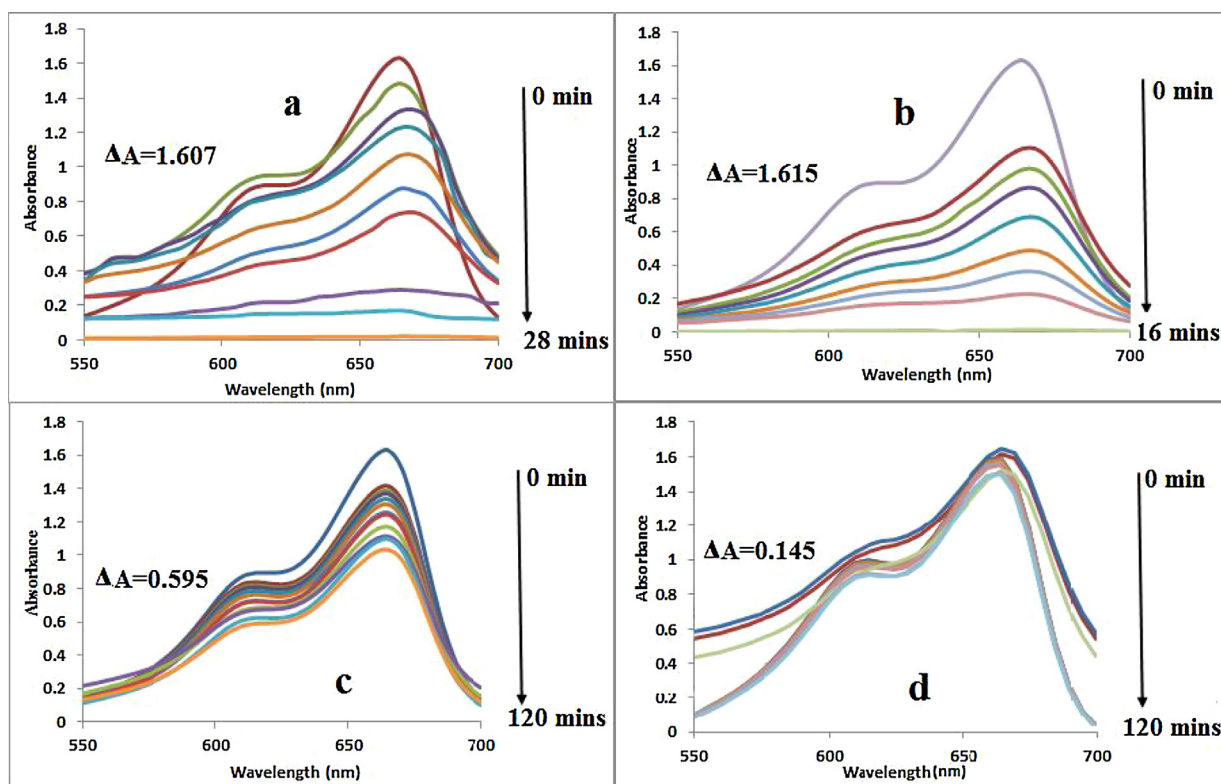 1.8
1.6
1.4
1.2
1
0.8
0.6
0.4
0.2
0
Absorbance
a
ΔA=1.607
0 min
28 mins
550 600 650 700
Wavelength (nm)
1.8
1.6
1.4
1.2
1
0.8
0.6
0.4
0.2
0
Absorbance
b
ΔA=1.615
0 min
16 mins
550 600 650 700
Wavelength (nm)
1.8
1.6
1.4
1.2
1
0.8
0.6
0.4
0.2
0
Absorbance
ΔA=0.595
c
0 min
120 mins
550 600 650 700
Wavelength (nm)
1.8
1.6
1.4
1.2
1
0.8
0.6
0.4
0.2
0
Absorbance
ΔA=0.145
d
0 min
120 mins
550 600 650 700
Wavelength(nm)